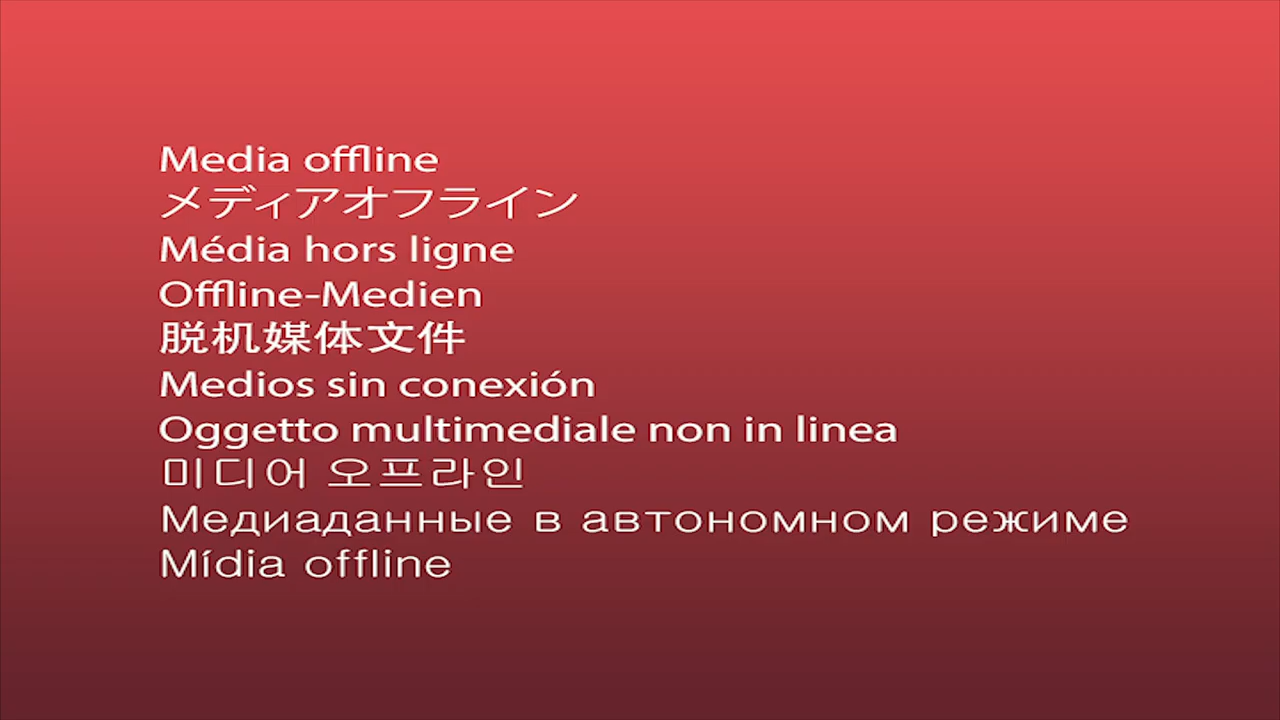 Media offline
メディアオフライン
Média hors ligne
Offline-Medien
脱机媒体文件
Medios sin conexión
Oggetto multimediale non in linea
미디어 오프라인
Медиаданные в автономном режиме
Mídia offline